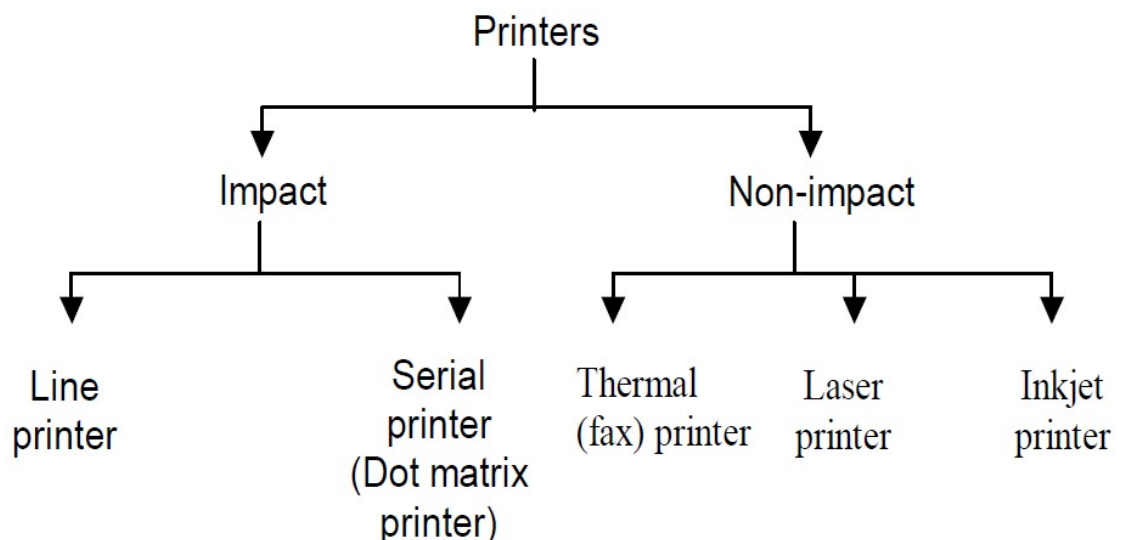 Printers
Impact
Non-impact
Line
printer
Serial
printer
(Dot matrix
printer)
Thermal
(fax) printer
Laser
printer
Inkjet
printer